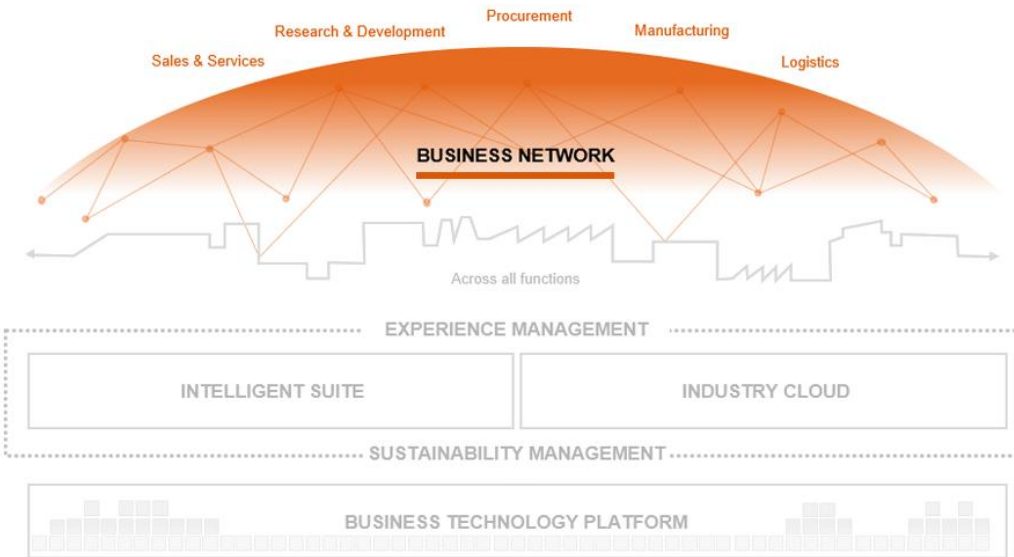 Procurement
Research & Development
Manufacturing
Sales & Services
Logistics
BUSINESS NETWORK
Across all functions
EXPERIENCE MANAGEMENT
INTELLIGENT SUITE
INDUSTRY CLOUD
SUSTAINABILITY MANAGEMENT
BUSINESS TECHNOLOGY PLATFORM